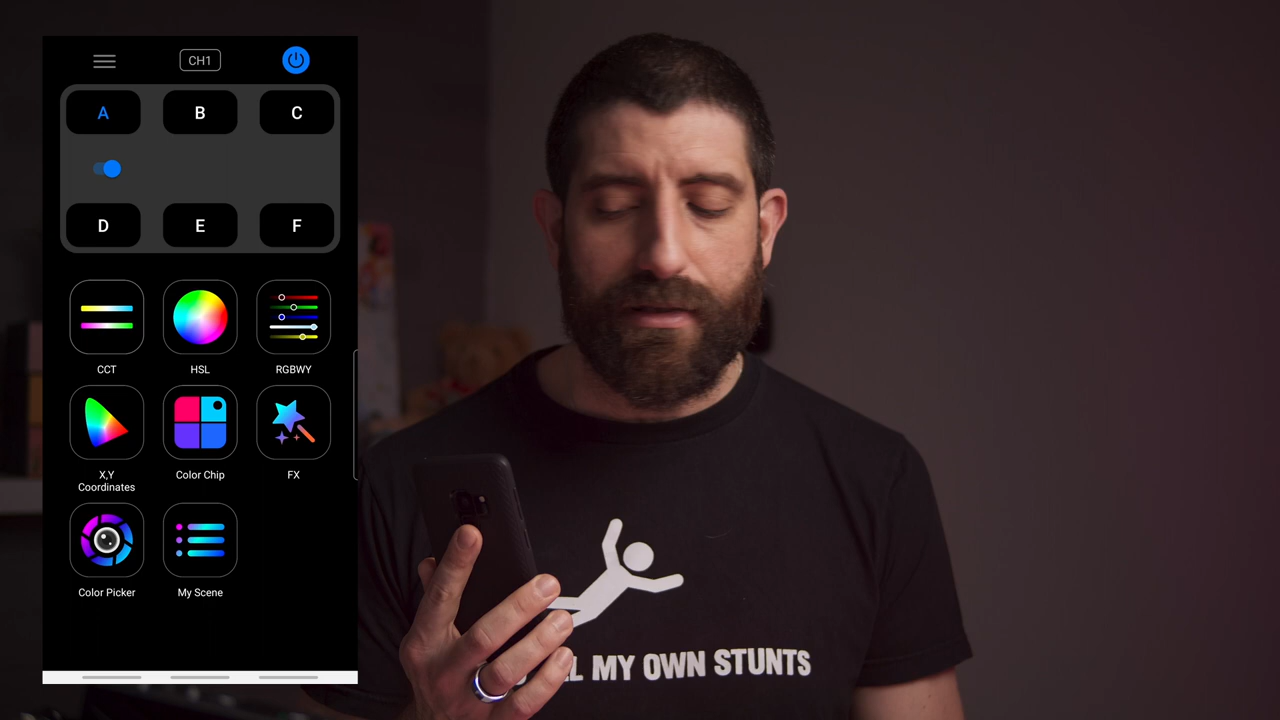 CH1
A B C
D E F
CCT HSL RGBWY
X,Y Color Chip FX
Coordinates
Color Picker My Scene
MY OWN STUNTS